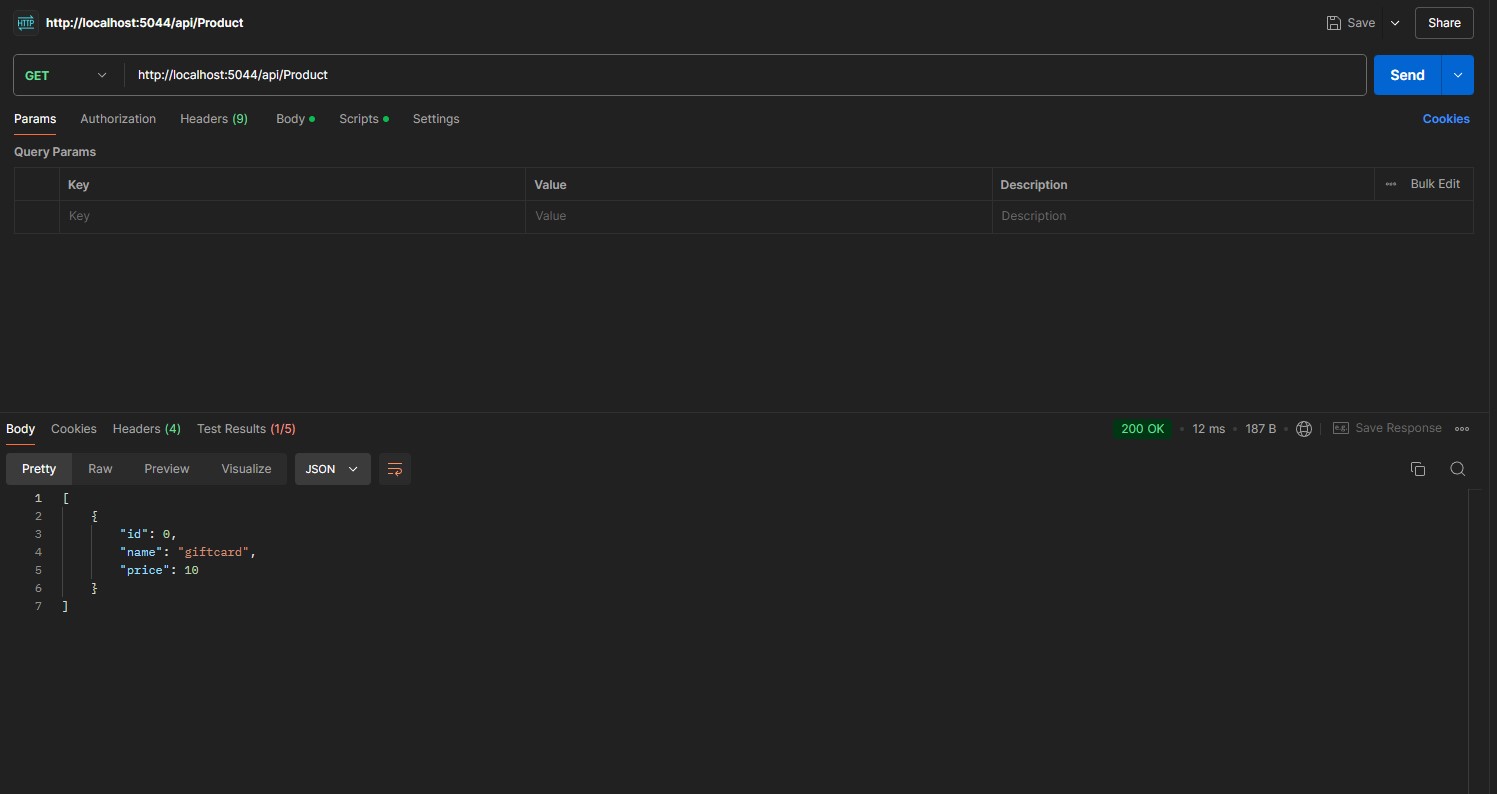 HTTP http://localhost:5044/api/Product Save Share
GET http://localhost:5044/api/Product Send
Params Authorization Headers (9) Body Scripts Settings Cookies
Query Params
Key Value Description Bulk Edit
Key Value Description
Body Cookies Headers (4) Test Results (1/5) 200 OK 12 ms 187 B e.g. Save Response
Pretty Raw Preview Visualize JSON
1 [
2 {
3 "id": 0,
4 "name": "giftcard",
5 "price": 10
6 }
7 ]